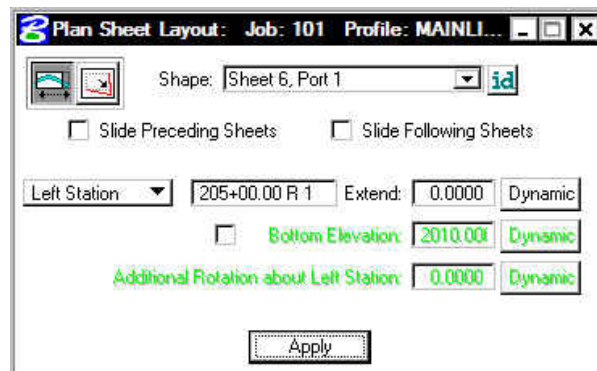 Plan Sheet Layout: Job: 101 Profile: MAINLI...
Shape: Sheet 6, Port 1 id
Slide Preceding Sheets Slide Following Sheets
Left Station 205+00.00 R 1 Extend: 0.0000 Dynamic
Bottom Elevation: 2010.00 Dynamic
Additional Rotation about Left Station: 0.0000 Dynamic
Apply